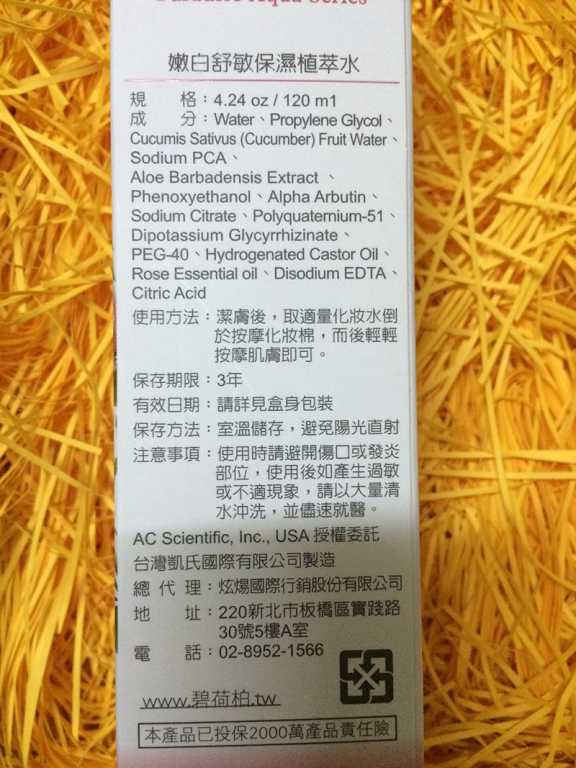 Aqua Series
嫩白舒敏保濕植萃水
規 格：4.24 oz / 120 m1
成 分：Water、Propylene Glycol、
Cucumis Sativus (Cucumber) Fruit Water、
Sodium PCA、
Aloe Barbadensis Extract 、
Phenoxyethanol、Alpha Arbutin、
Sodium Citrate、Polyquaternium-51、
Dipotassium Glycyrrhizinate、
PEG-40、Hydrogenated Castor Oil、
Rose Essential oil、Disodium EDTA、
Citric Acid
使用方法：潔膚後，取適量化妝水倒
於按摩化妝棉，而後輕輕
按摩肌膚即可。
保存期限：3年
有效日期：請詳見盒身包裝
保存方法：室溫儲存，避免陽光直射
注意事項：使用時請避開傷口或發炎
部位，使用後如產生過敏
或不適現象，請以大量清
水沖洗，並儘速就醫。
AC Scientific, Inc., USA 授權委託
台灣凱氏國際有限公司製造
總 代 理：炫煬國際行銷股份有限公司
地 址：220新北市板橋區實踐路
30號5樓A室
電 話：02-8952-1566
www.碧荷柏.tw
本產品已投保2000萬產品責任險